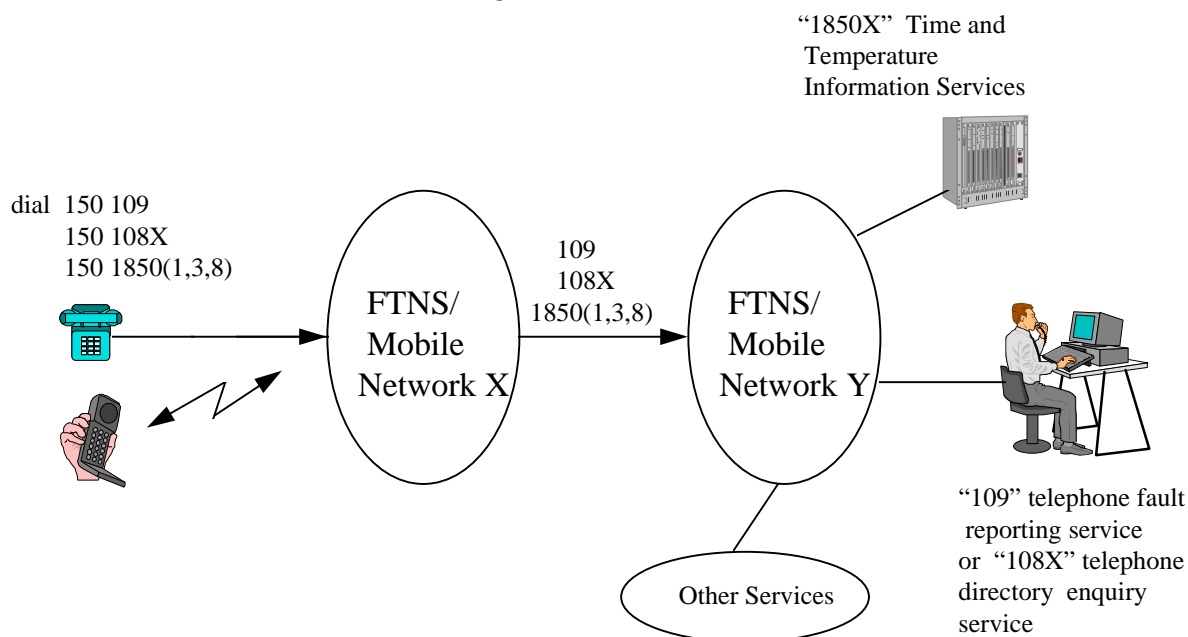 “1850X” Time and
Temperature
Information Services
dial 150 109
150 108X
150 1850(1,3,8)
FTNS/
Mobile
Network X
109
108X
1850(1,3,8)
FTNS/
Mobile
Network Y
“109” telephone fault
reporting service
or “108X” telephone
directory enquiry
service
Other Services